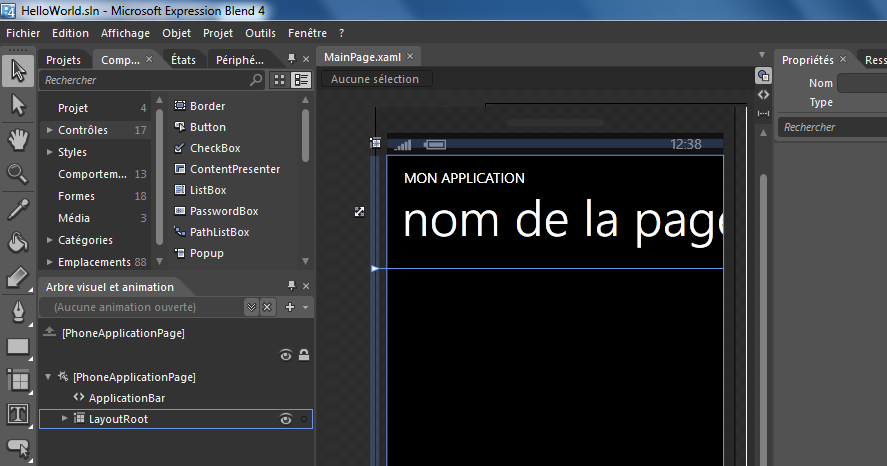 HelloWorld.sln - Microsoft Expression Blend 4
Fichier Edition Affichage Objet Projet Outils Fenêtre ?
Projets Comp... × États Périphé...
Rechercher
Projet 4
Contrôles 17
Styles
Comportem... 13
Formes 18
Média 3
Catégories
Emplacements 88
Border
Button
CheckBox
ContentPresenter
ListBox
PasswordBox
PathListBox
Popup
Arbre visuel et animation
(Aucune animation ouverte)
[PhoneApplicationPage]
[PhoneApplicationPage]
ApplicationBar
LayoutRoot
MainPage.xaml ×
Aucune sélection
12:38
MON APPLICATION
nom de la page
Propriétés × Ress
Nom
Type
Rechercher